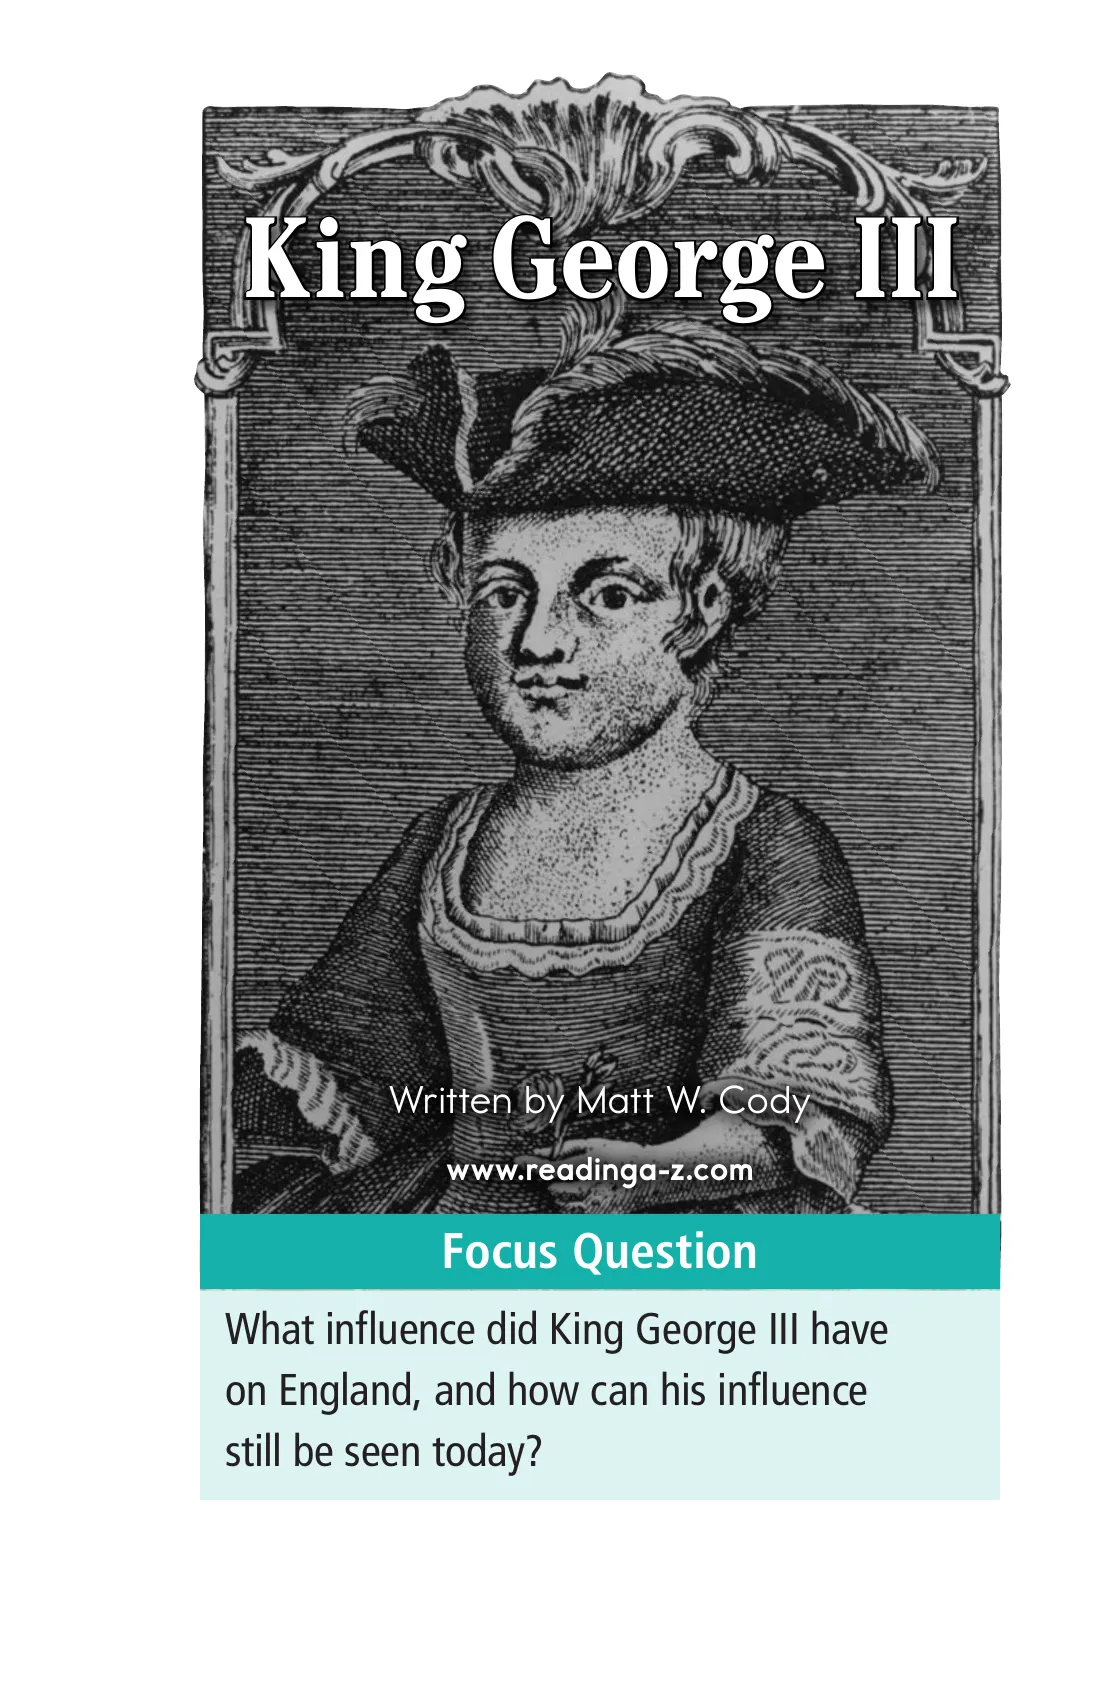 King George III
Written by Matt W. Cody
www.readinga-z.com
Focus Question
What influence did King George III have
on England, and how can his influence
still be seen today?